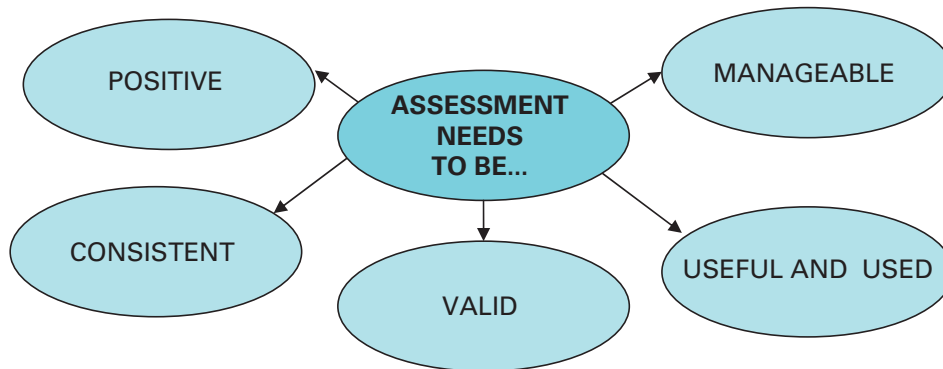 POSITIVE
MANAGEABLE
ASSESSMENT
NEEDS
TO BE...
CONSISTENT
VALID
USEFUL AND USED